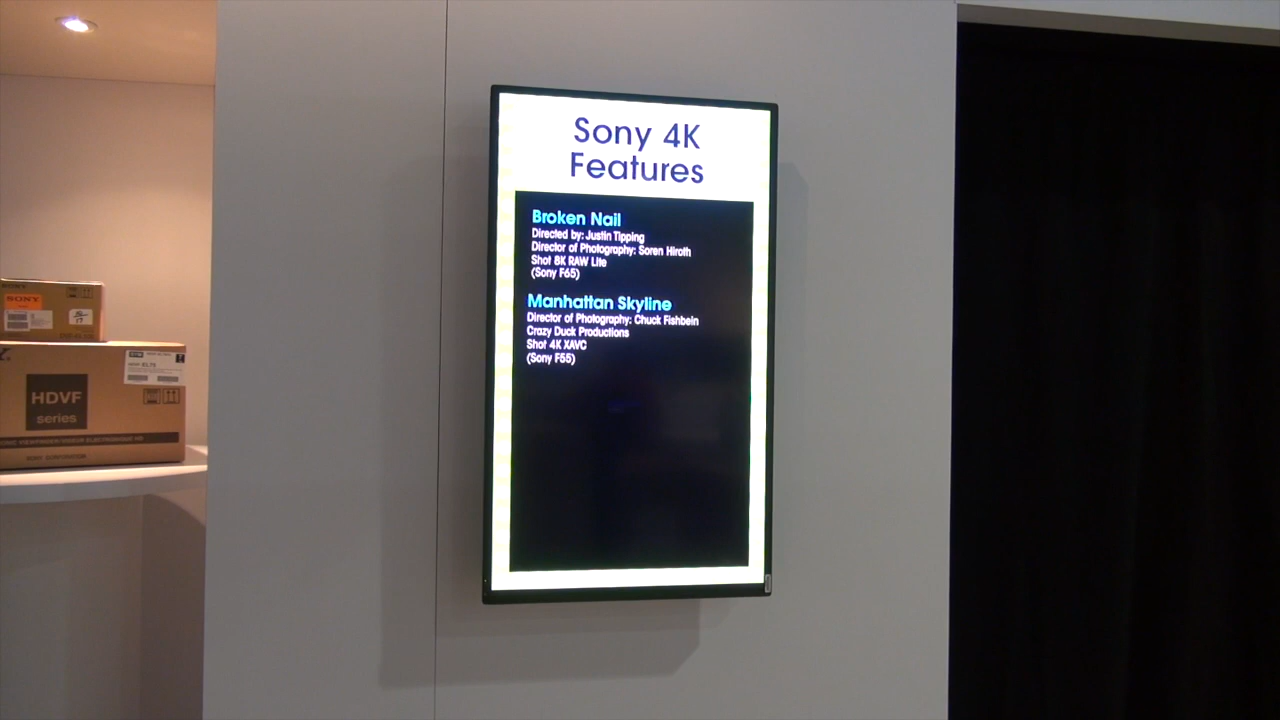 Sony 4K
Features
Broken Nail
Directed by: Justin Tipping
Director of Photography: Soren Hiroth
Shot 8K RAW Lite
(Sony F65)
Manhattan Skyline
Director of Photography: Chuck Fishbein
Crazy Duck Productions
Shot 4K XAVC
(Sony F55)
SONY
HDVF
series
SONY CORPORATION